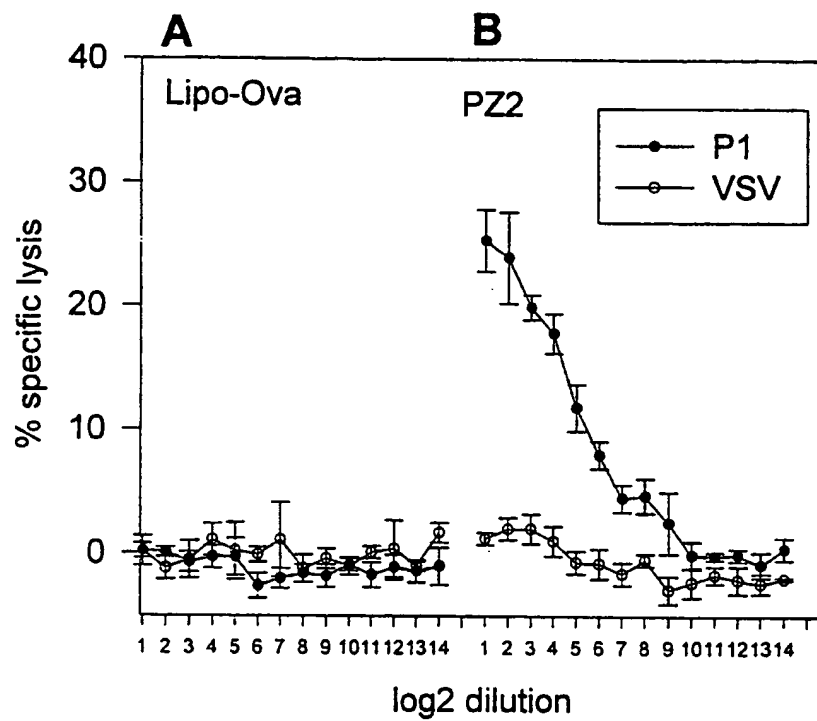 A B
40
Lipo-Ova PZ2
P1
VSV
30
% specific lysis
20
10
0
1 2 3 4 5 6 7 8 9 10 11 12 13 14 1 2 3 4 5 6 7 8 9 10 11 12 13 14
log2 dilution